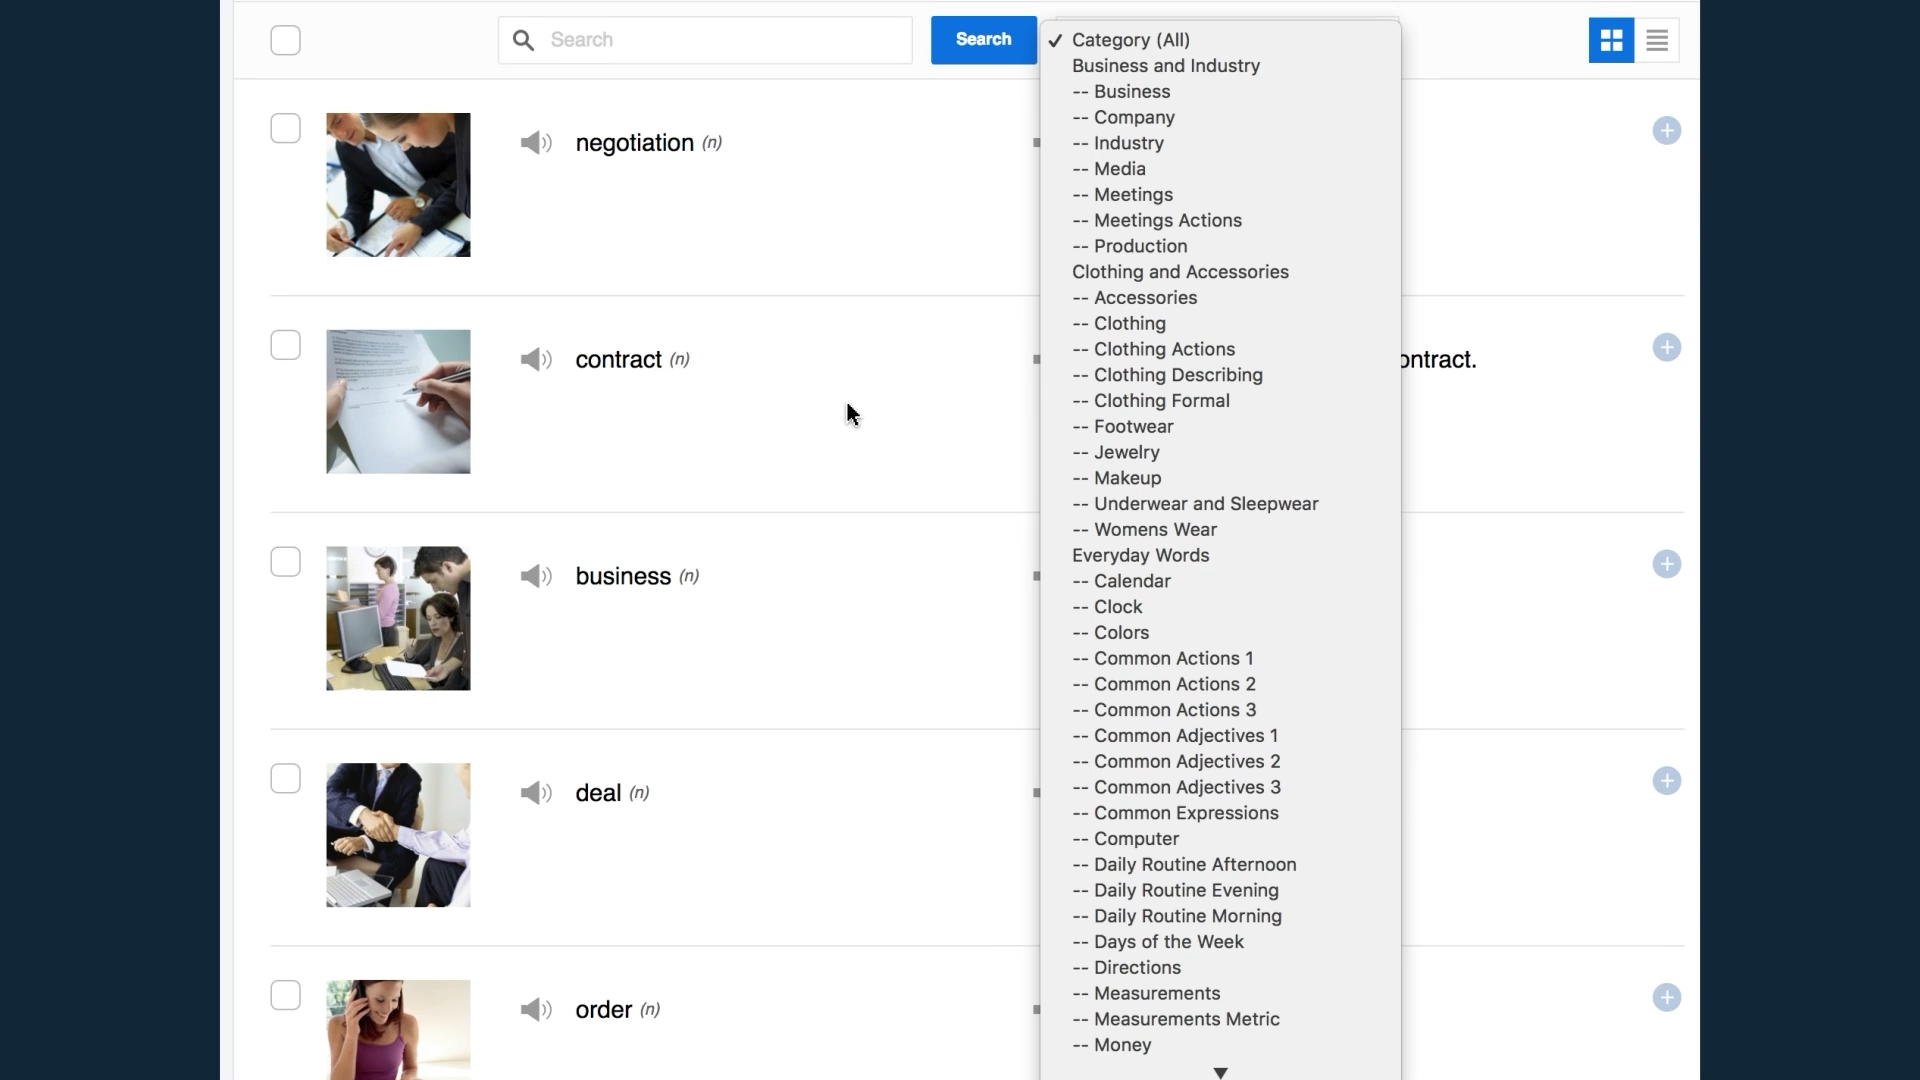 Search
Search
✓ Category (All)
Business and Industry
-- Business
-- Company
-- Industry
-- Media
-- Meetings
-- Meetings Actions
-- Production
Clothing and Accessories
-- Accessories
-- Clothing
-- Clothing Actions
-- Clothing Describing
-- Clothing Formal
-- Footwear
-- Jewelry
-- Makeup
-- Underwear and Sleepwear
-- Womens Wear
Everyday Words
-- Calendar
-- Clock
-- Colors
-- Common Actions 1
-- Common Actions 2
-- Common Actions 3
-- Common Adjectives 1
-- Common Adjectives 2
-- Common Adjectives 3
-- Common Expressions
-- Computer
-- Daily Routine Afternoon
-- Daily Routine Evening
-- Daily Routine Morning
-- Days of the Week
-- Directions
-- Measurements
-- Measurements Metric
-- Money
negotiation (n)
contract (n)
ontract.
business (n)
deal (n)
order (n)